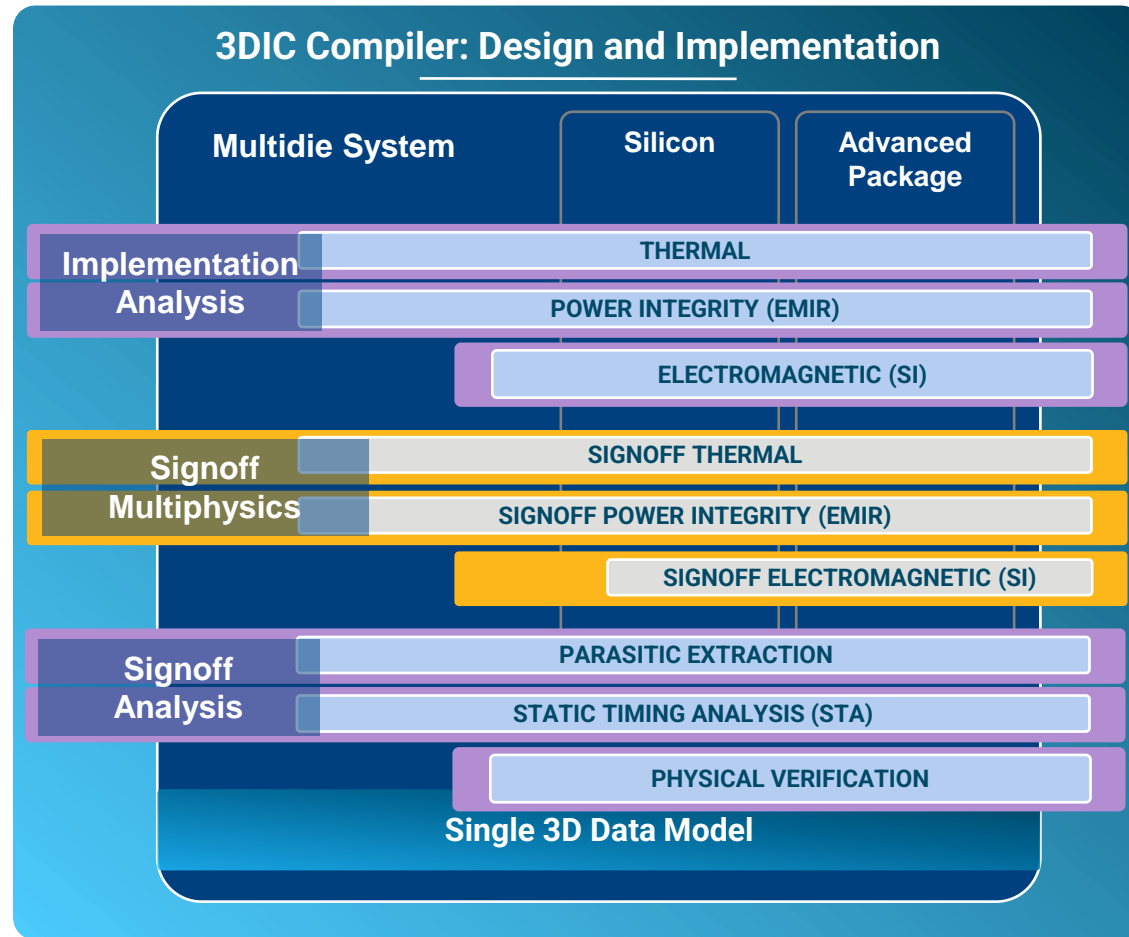 3DIC Compiler: Design and Implementation
Multidie System
Silicon
Advanced
Package
Implementation
Analysis
THERMAL
POWER INTEGRITY (EMIR)
ELECTROMAGNETIC (SI)
Signoff
Multiphysics
SIGNOFF THERMAL
SIGNOFF POWER INTEGRITY (EMIR)
SIGNOFF ELECTROMAGNETIC (SI)
Signoff
Analysis
PARASITIC EXTRACTION
STATIC TIMING ANALYSIS (STA)
PHYSICAL VERIFICATION
Single 3D Data Model